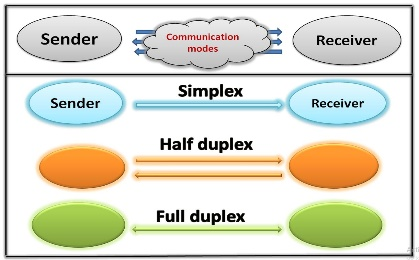 Sender
Communication
modes
Receiver
Simplex
Sender
Receiver
Half duplex
Full duplex